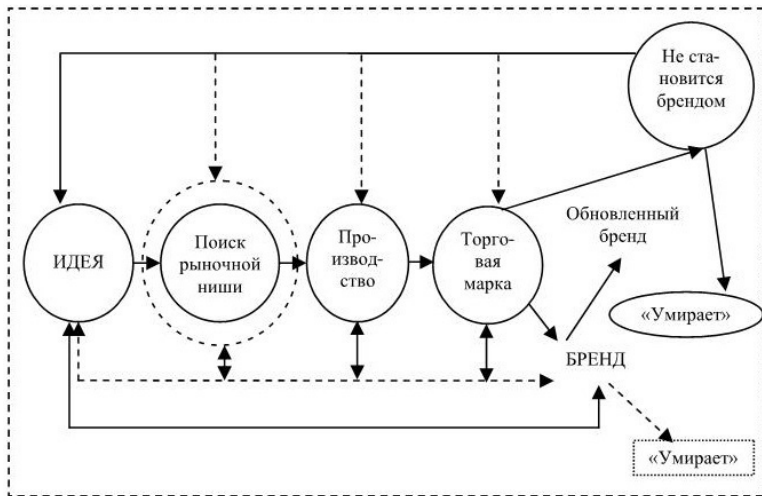 Не ста-
новится
брендом
ИДЕЯ
Поиск
рыночной
ниши
Про-
извод-
ство
Торго-
вая
марка
Обновленный
бренд
«Умирает»
БРЕНД
«Умирает»